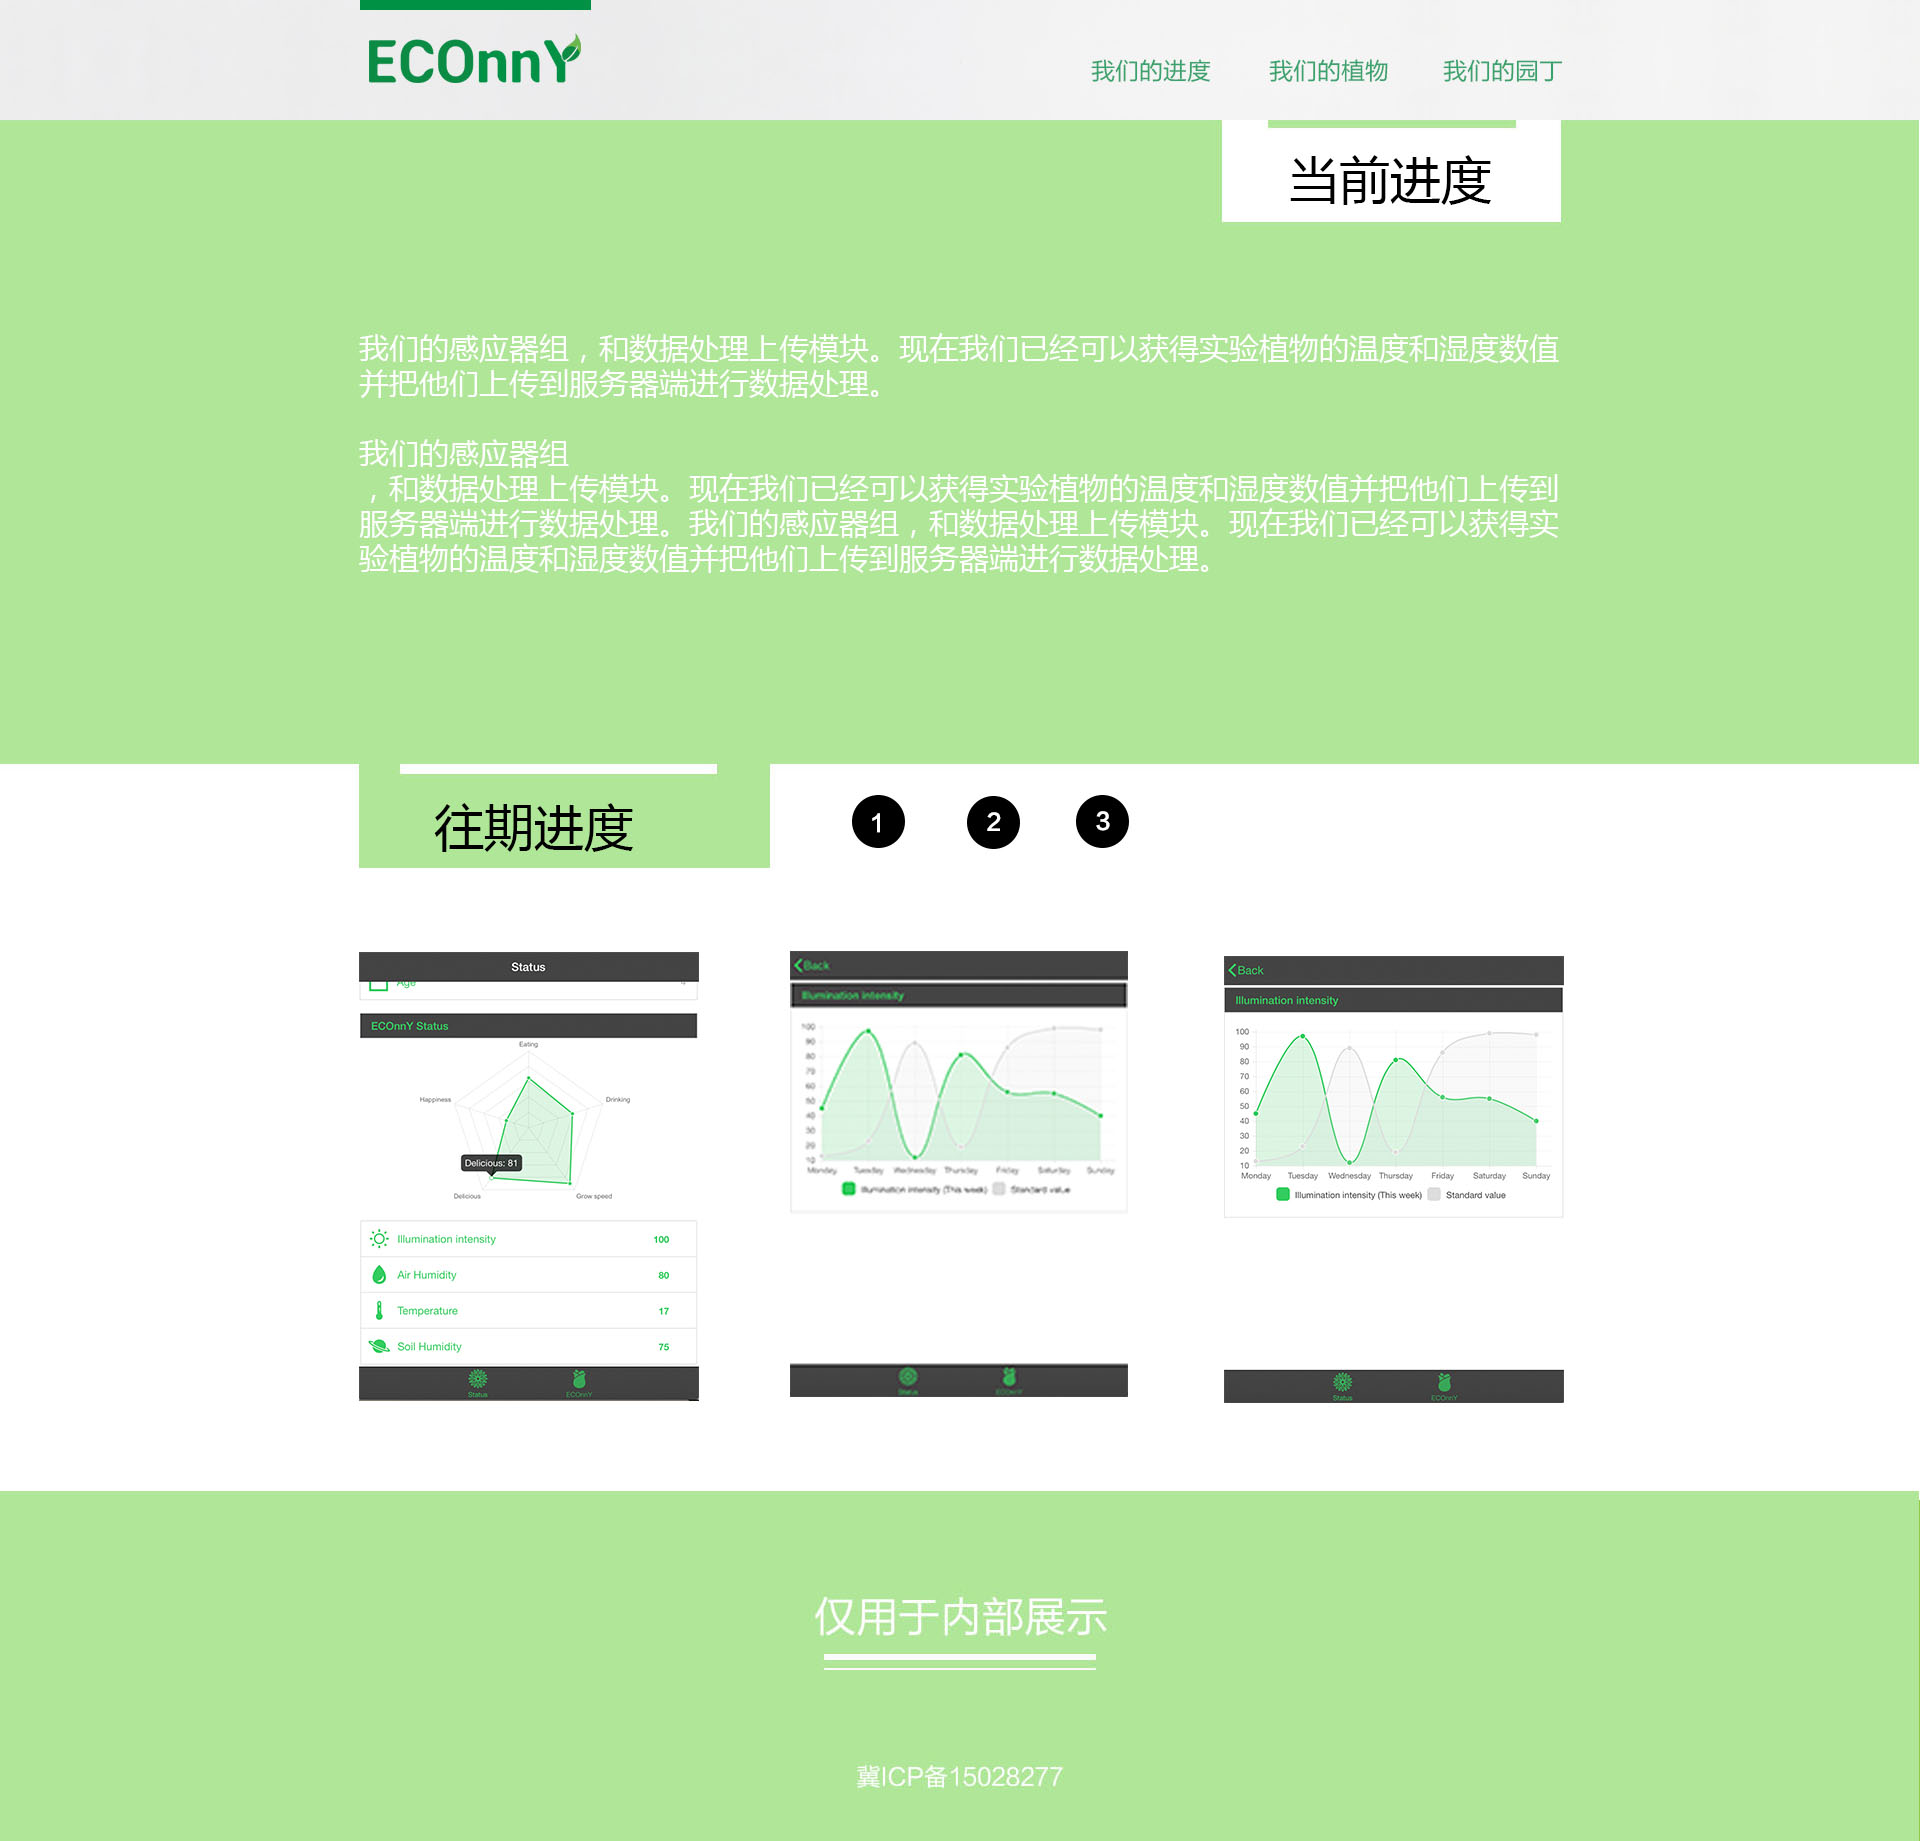 ECOnnY
我们的进度
我们的植物
我们的园丁
当前进度
我们的感应器组，和数据处理上传模块。现在我们已经可以获得实验植物的温度和湿度数值
并把他们上传到服务器端进行数据处理。
我们的感应器组
，和数据处理上传模块。现在我们已经可以获得实验植物的温度和湿度数值并把他们上传到
服务器端进行数据处理。我们的感应器组，和数据处理上传模块。现在我们已经可以获得实
验植物的温度和湿度数值并把他们上传到服务器端进行数据处理。
往期进度
1
2
3
Status
Age
ECOnnY Status
Eating
Happiness
Drinking
Delicious: 81
Delicious
Grow speed
Illumination intensity 100
Air Humidity 80
Temperature 17
Soil Humidity 75
Status
ECOnnY
Back
Illumination intensity
100
90
80
70
60
50
40
30
20
10
Monday Tuesday Wednesday Thursday Friday Saturday Sunday
Illumination intensity (This week) Standard value
Status
ECOnnY
Back
Illumination intensity
100
90
80
70
60
50
40
30
20
10
Monday Tuesday Wednesday Thursday Friday Saturday Sunday
Illumination intensity (This week) Standard value
Status
ECOnnY
仅用于内部展示
冀ICP备15028277